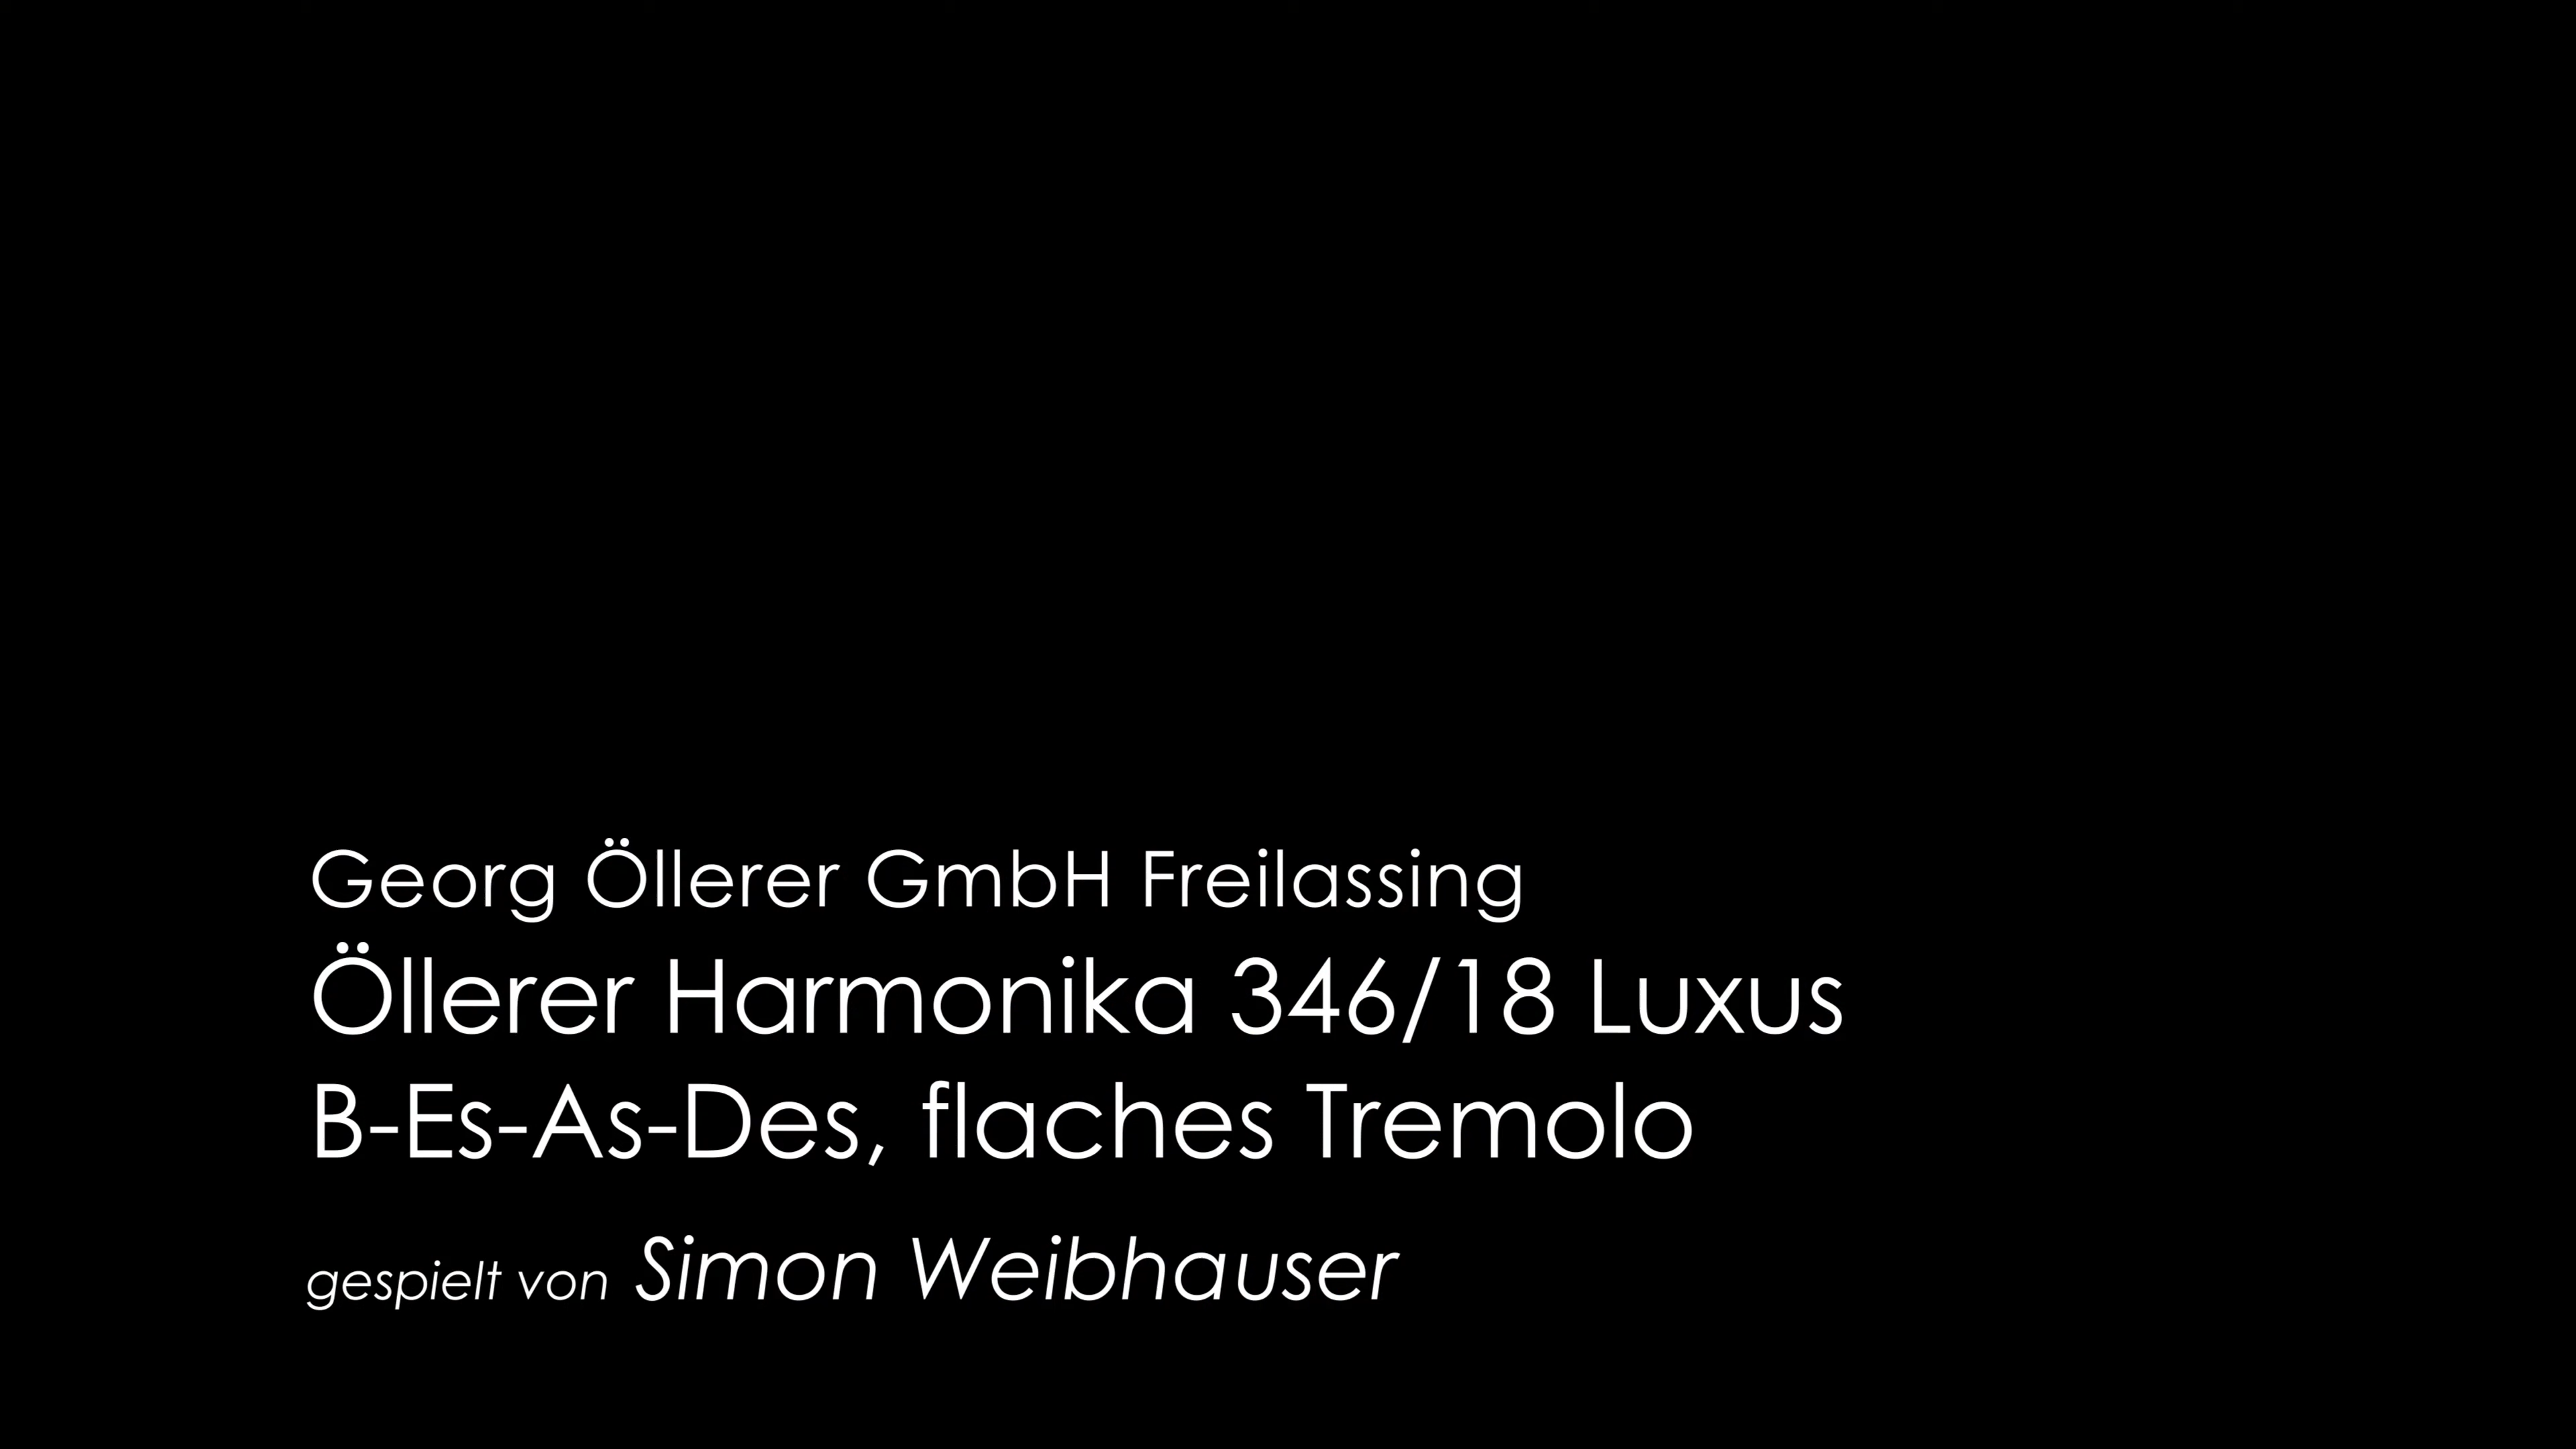 Georg Öllerer GmbH Freilassing
Öllerer Harmonika 346/18 Luxus
B-Es-As-Des, flaches Tremolo
gespielt von Simon Weibhauser